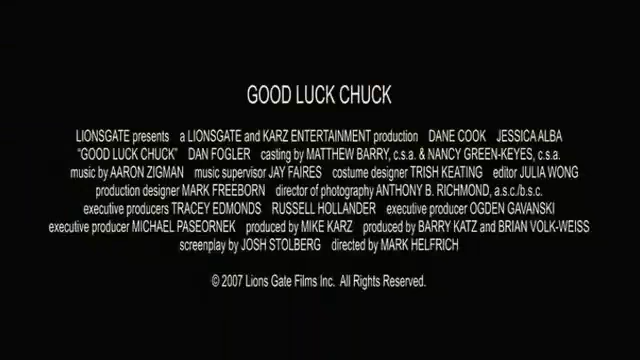 GOOD LUCK CHUCK
LIONSGATE presents a LIONSGATE and KARZ ENTERTAINMENT production DANE COOK JESSICA ALBA
"GOOD LUCK CHUCK" DAN FOGLER casting by MATTHEW BARRY, c.s.a. & NANCY GREEN-KEYES, c.s.a.
music by AARON ZIGMAN music supervisor JAY FAIRES costume designer TRISH KEATING editor JULIA WONG
production designer MARK FREEBORN director of photography ANTHONY B. RICHMOND, a.s.c./b.s.c.
executive producers TRACEY EDMONDS RUSSELL HOLLANDER executive producer OGDEN GAVANSKI
executive producer MICHAEL PASEORNEK produced by MIKE KARZ produced by BARRY KATZ and BRIAN VOLK-WEISS
screenplay by JOSH STOLBERG directed by MARK HELFRICH
© 2007 Lions Gate Films Inc. All Rights Reserved.